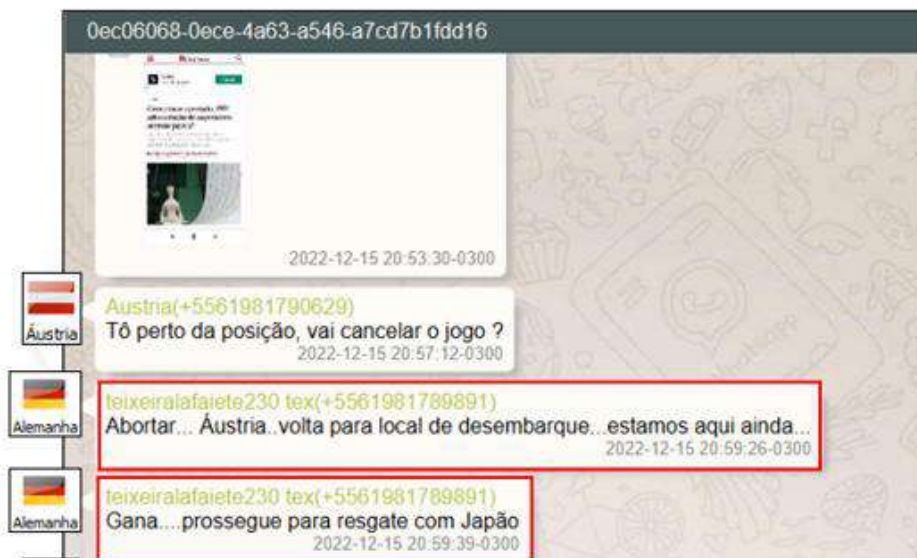 0ec06068-0ece-4a63-a546-a7cd7b1fdd16
2022-12-15 20:53:30-0300
Áustria
Austria(+5561981790629)
Tô perto da posição, vai cancelar o jogo ?
2022-12-15 20:57:12-0300
Alemanha
teixeiralafaiete230 tex(+5561981789891)
Abortar... Áustria..volta para local de desembarque...estamos aqui ainda...
2022-12-15 20:59:26-0300
Alemanha
teixeiralafaiete230 tex(+5561981789891)
Gana....prossegue para resgate com Japão
2022-12-15 20:59:39-0300